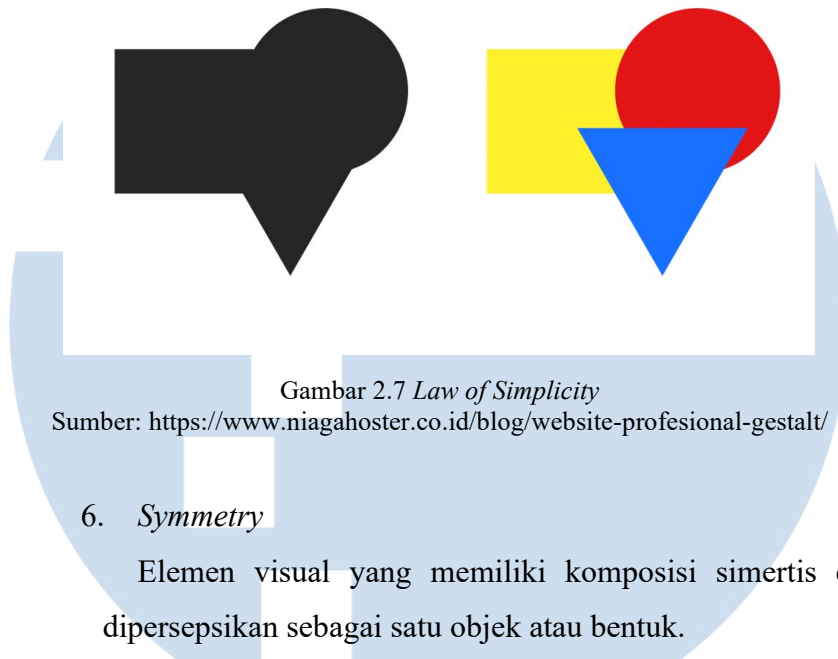 Gambar 2.7 Law of Simplicity
Sumber: https://www.niagahoster.co.id/blog/website-profesional-gestalt/
6. Symmetry
Elemen visual yang memiliki komposisi simertis
dipersepsikan sebagai satu objek atau bentuk.